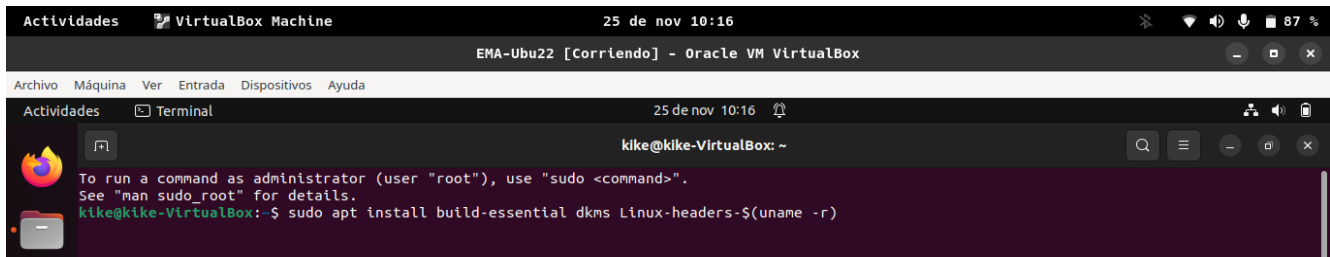 Actividades VirtualBox Machine 25 de nov 10:16 87 %
EMA-Ubu22 [Corriendo] - Oracle VM VirtualBox
Archivo Máquina Ver Entrada Dispositivos Ayuda
Actividades Terminal 25 de nov 10:16
kike@kike-VirtualBox: ~
To run a command as administrator (user "root"), use "sudo <command>".
See "man sudo_root" for details.
kike@kike-VirtualBox:~$ sudo apt install build-essential dkms Linux-headers-$(uname -r)